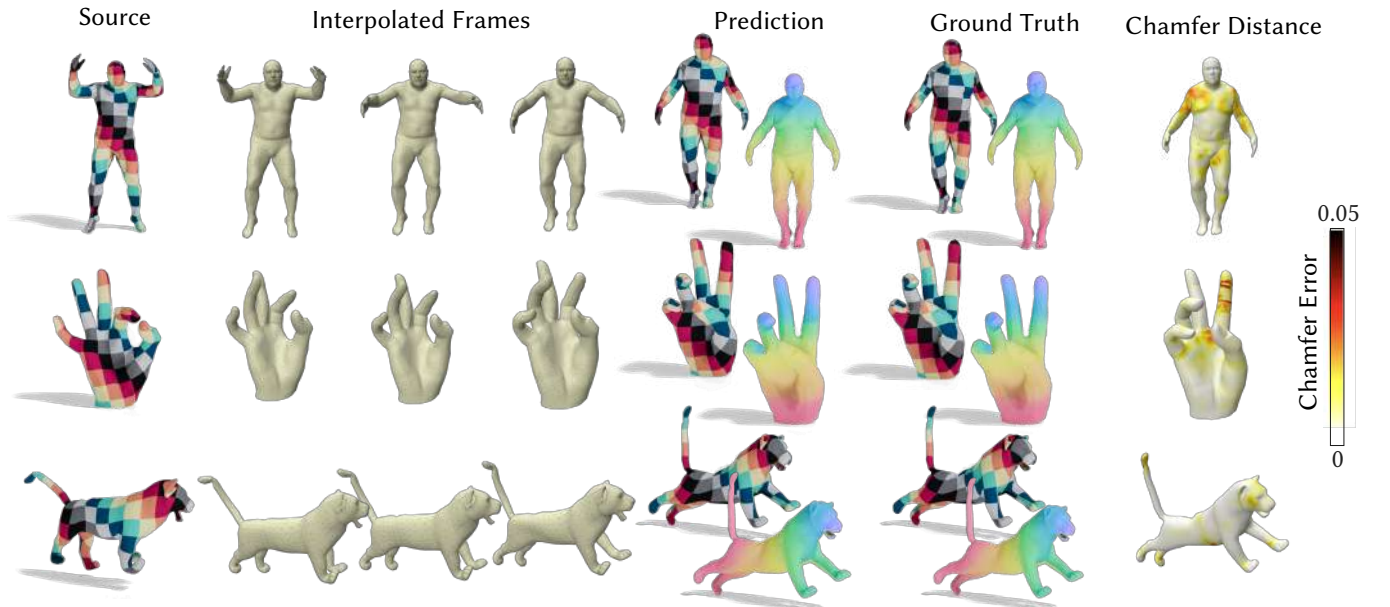 Source
Interpolated Frames
Prediction
Ground Truth
Chamfer Distance
0.05
Chamfer Error
0